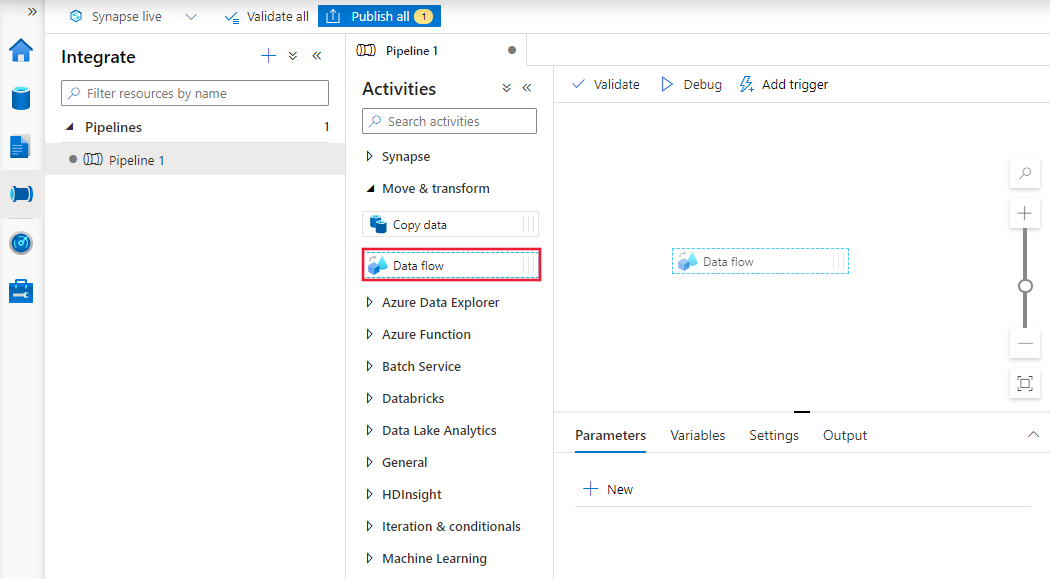 Synapse live
Validate all
Publish all 1
Integrate
Filter resources by name
Pipelines 1
Pipeline 1
Pipeline 1
Activities
Search activities
Synapse
Move & transform
Copy data
Data flow
Azure Data Explorer
Azure Function
Batch Service
Databricks
Data Lake Analytics
General
HDInsight
Iteration & conditionals
Machine Learning
Validate
Debug
Add trigger
Data flow
Parameters
Variables
Settings
Output
New